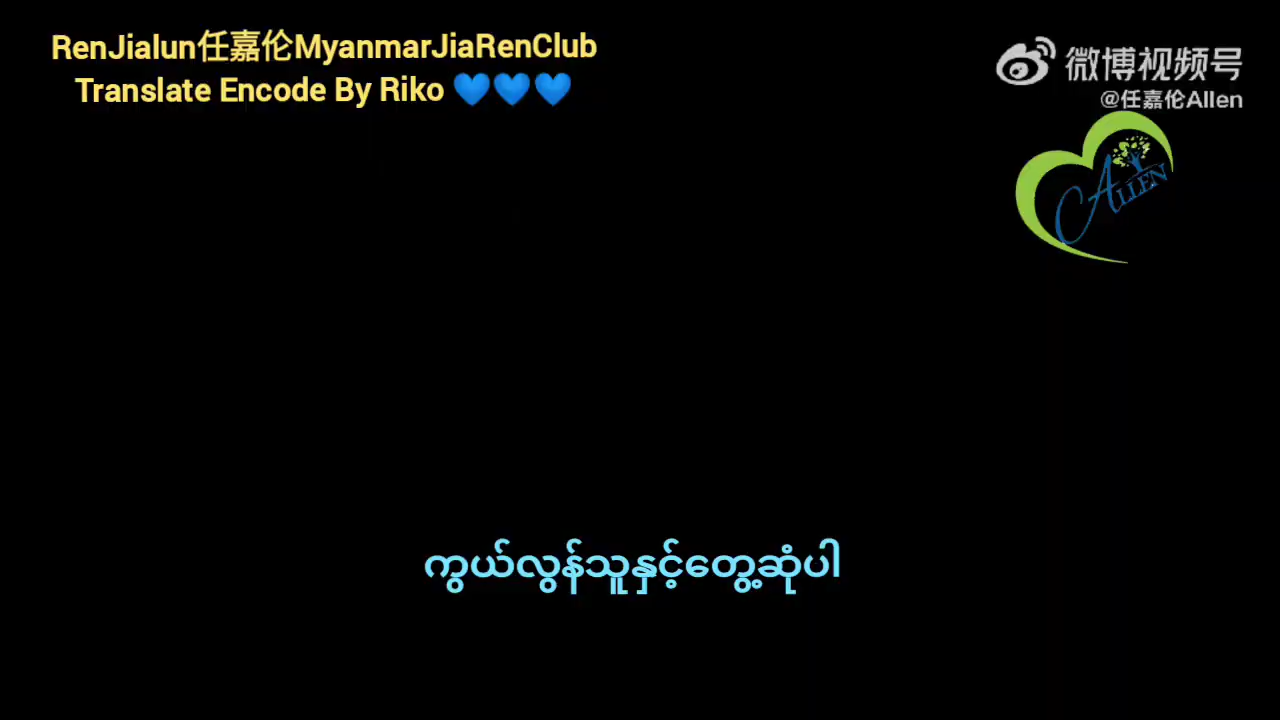 RenJialun任嘉伦MyanmarJiaRenClub
Translate Encode By Riko 💙💙💙
微博视频号
@任嘉伦Allen
ALLEN
ကွယ်လွန်သူနှင့်တွေ့ဆုံပါ